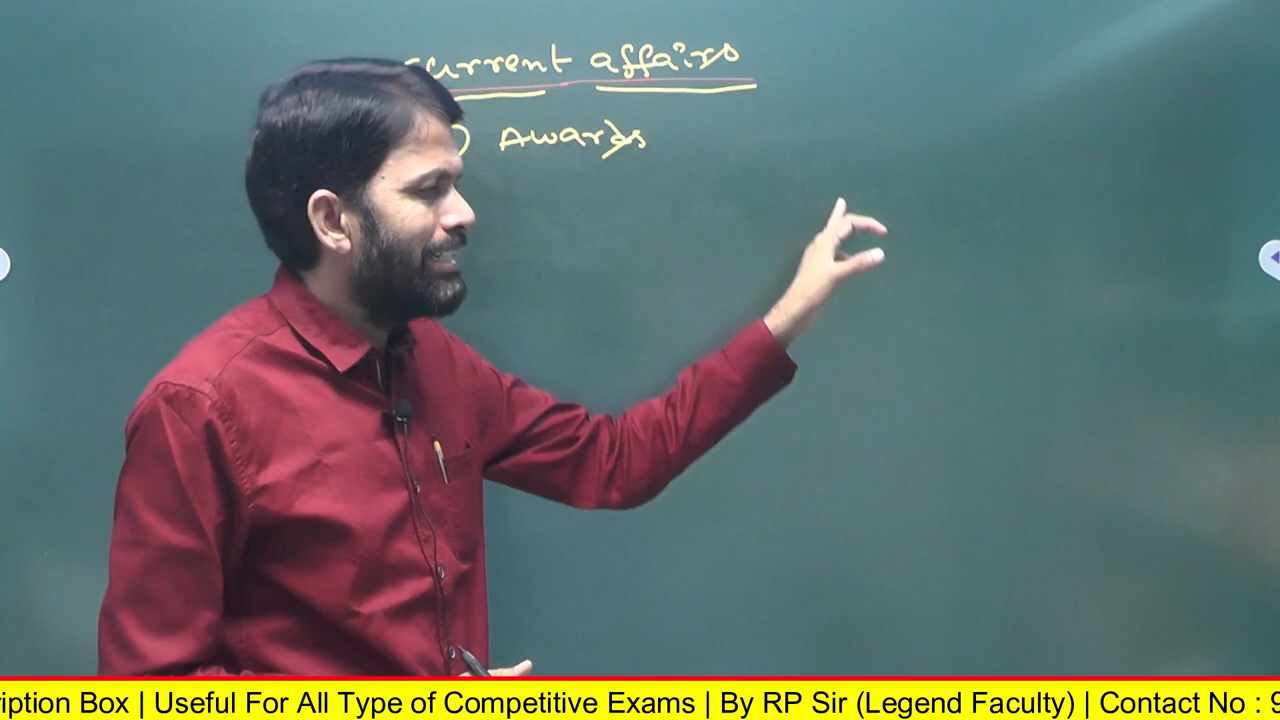 current affairs
) Awards
ription Box | Useful For All Type of Competitive Exams | By RP Sir (Legend Faculty) | Contact No : 9